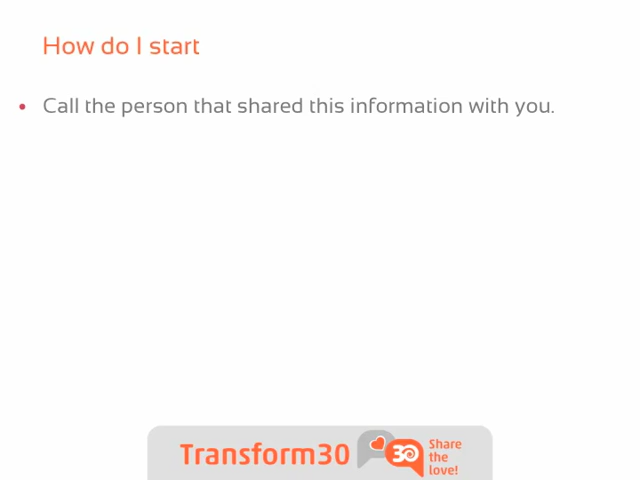 How do I start
• Call the person that shared this information with you.
Transform30
30
Share
the
love!